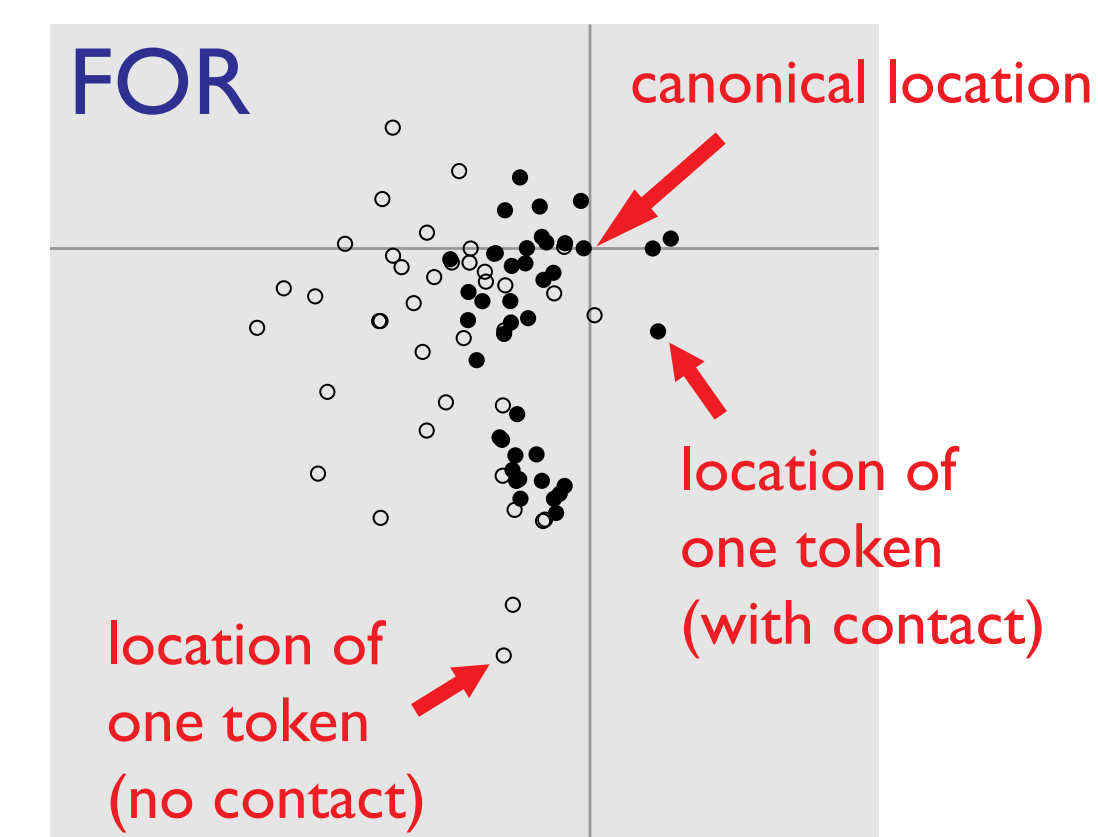 FOR
canonical location
location of
one token
(with contact)
location of
one token
(no contact)